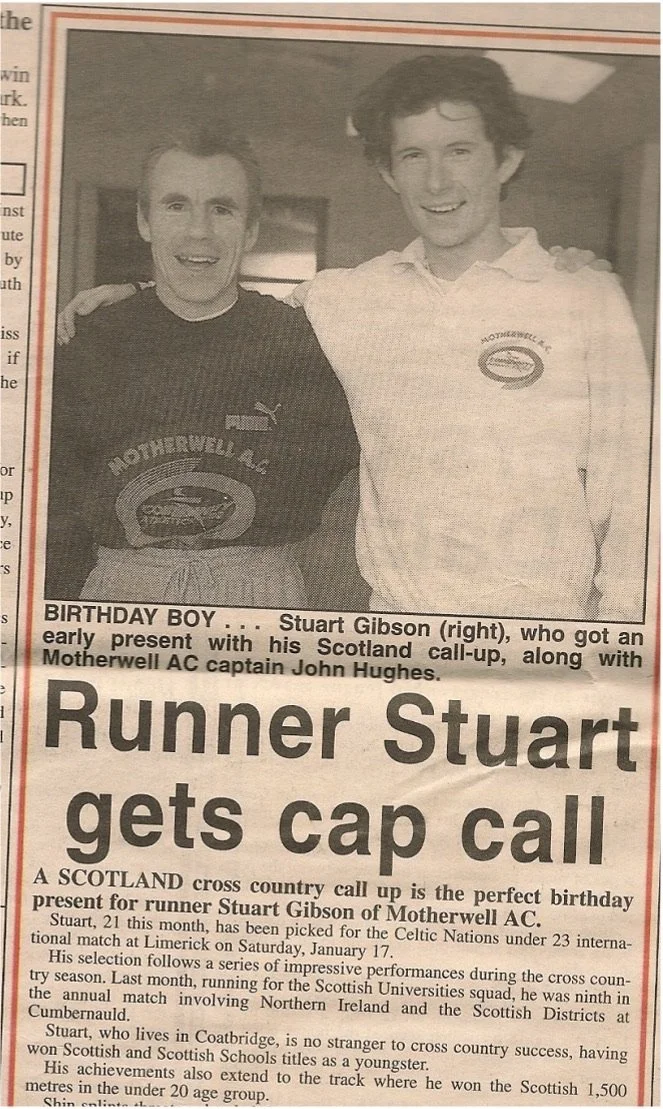 the
win
ark.
hen
inst
ute
by
uth
iss
if
he
or
up
y,
ce
rs
s
-
-
e
d
l
MOTHERWELL A.C.
PUMA
MOTHERWELL A.C.
BIRTHDAY BOY . . . Stuart Gibson (right), who got an
early present with his Scotland call-up, along with
Motherwell AC captain John Hughes.
Runner Stuart
gets cap call
A SCOTLAND cross country call up is the perfect birthday
present for runner Stuart Gibson of Motherwell AC.
Stuart, 21 this month, has been picked for the Celtic Nations under 23 interna-
tional match at Limerick on Saturday, January 17.
His selection follows a series of impressive performances during the cross coun-
try season. Last month, running for the Scottish Universities squad, he was ninth in
the annual match involving Northern Ireland and the Scottish Districts at
Cumbernauld.
Stuart, who lives in Coatbridge, is no stranger to cross country success, having
won Scottish and Scottish Schools titles as a youngster.
His achievements also extend to the track where he won the Scottish 1,500
metres in the under 20 age group.
Shin splints